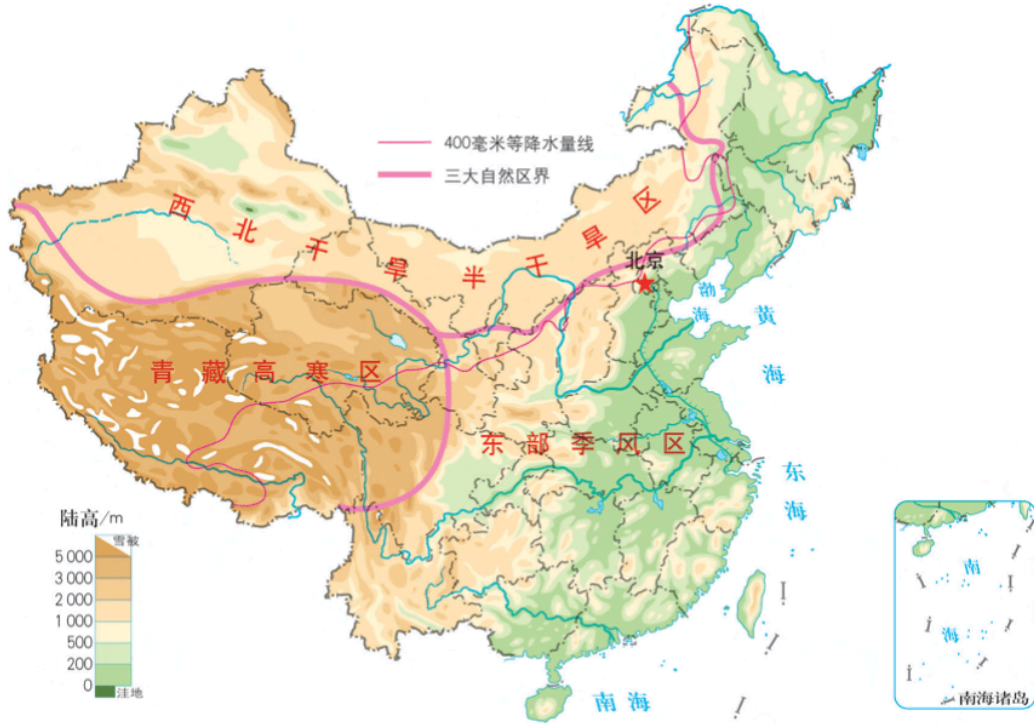 400毫米等降水量线
三大自然区界
西北干旱半干旱区
北京
渤海
黄海
青藏高寒区
东部季风区
东海
陆高/m
雪被
5 000
3 000
2 000
1 000
500
200
0
洼地
南海
南海
南海诸岛